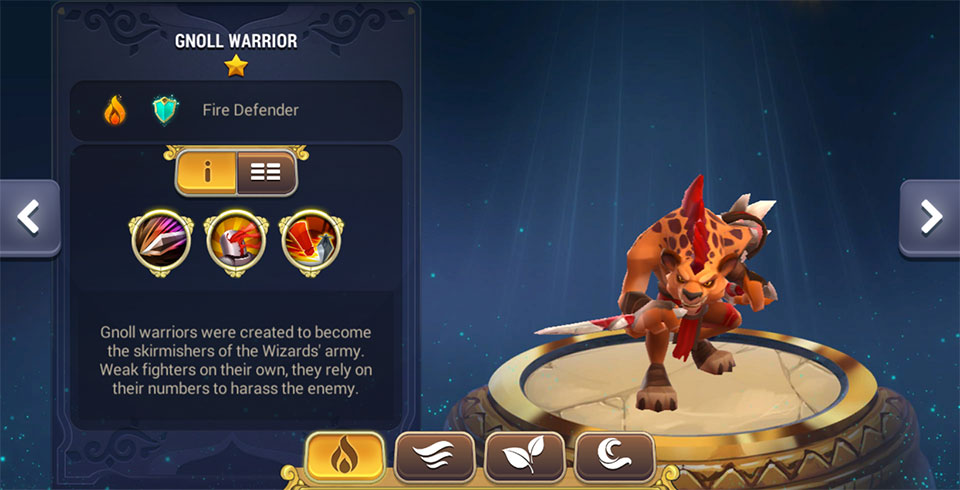 GNOLL WARRIOR
Fire Defender
i
Gnoll warriors were created to become
the skirmishers of the Wizards' army.
Weak fighters on their own, they rely on
their numbers to harass the enemy.